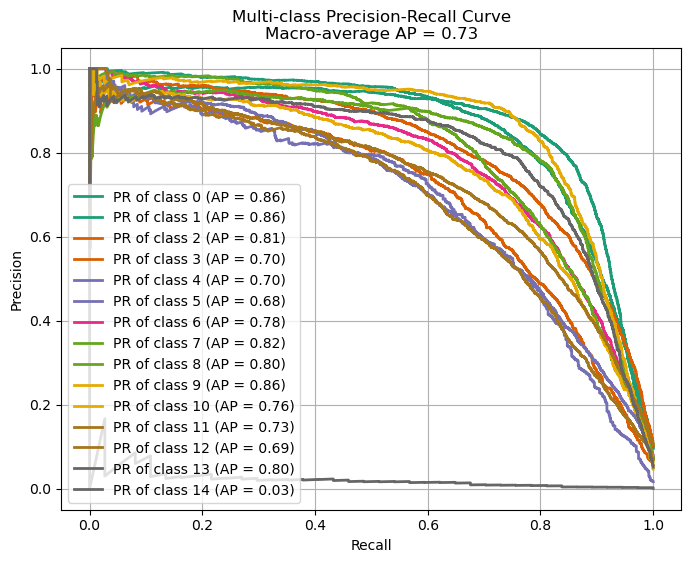 Multi-class Precision-Recall Curve
Macro-average AP = 0.73
1.0
0.8
0.6
0.4
0.2
0.0
Precision
PR of class 0 (AP = 0.86)
PR of class 1 (AP = 0.86)
PR of class 2 (AP = 0.81)
PR of class 3 (AP = 0.70)
PR of class 4 (AP = 0.70)
PR of class 5 (AP = 0.68)
PR of class 6 (AP = 0.78)
PR of class 7 (AP = 0.82)
PR of class 8 (AP = 0.80)
PR of class 9 (AP = 0.86)
PR of class 10 (AP = 0.76)
PR of class 11 (AP = 0.73)
PR of class 12 (AP = 0.69)
PR of class 13 (AP = 0.80)
PR of class 14 (AP = 0.03)
0.0 0.2 0.4 0.6 0.8 1.0
Recall